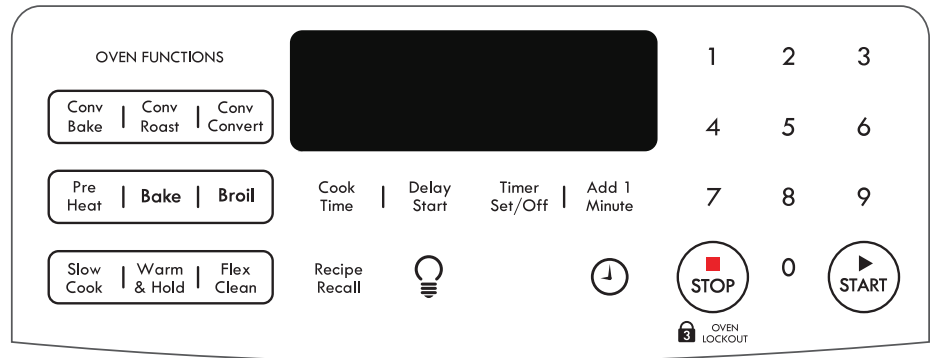 OVEN FUNCTIONS
Conv Bake | Conv Roast | Conv Convert
Pre Heat | Bake | Broil
Slow Cook | Warm & Hold | Flex Clean
Cook Time | Delay Start
Timer Set/Off | Add 1 Minute
Recipe Recall
1 2 3
4 5 6
7 8 9
STOP
0
START
3 OVEN LOCKOUT